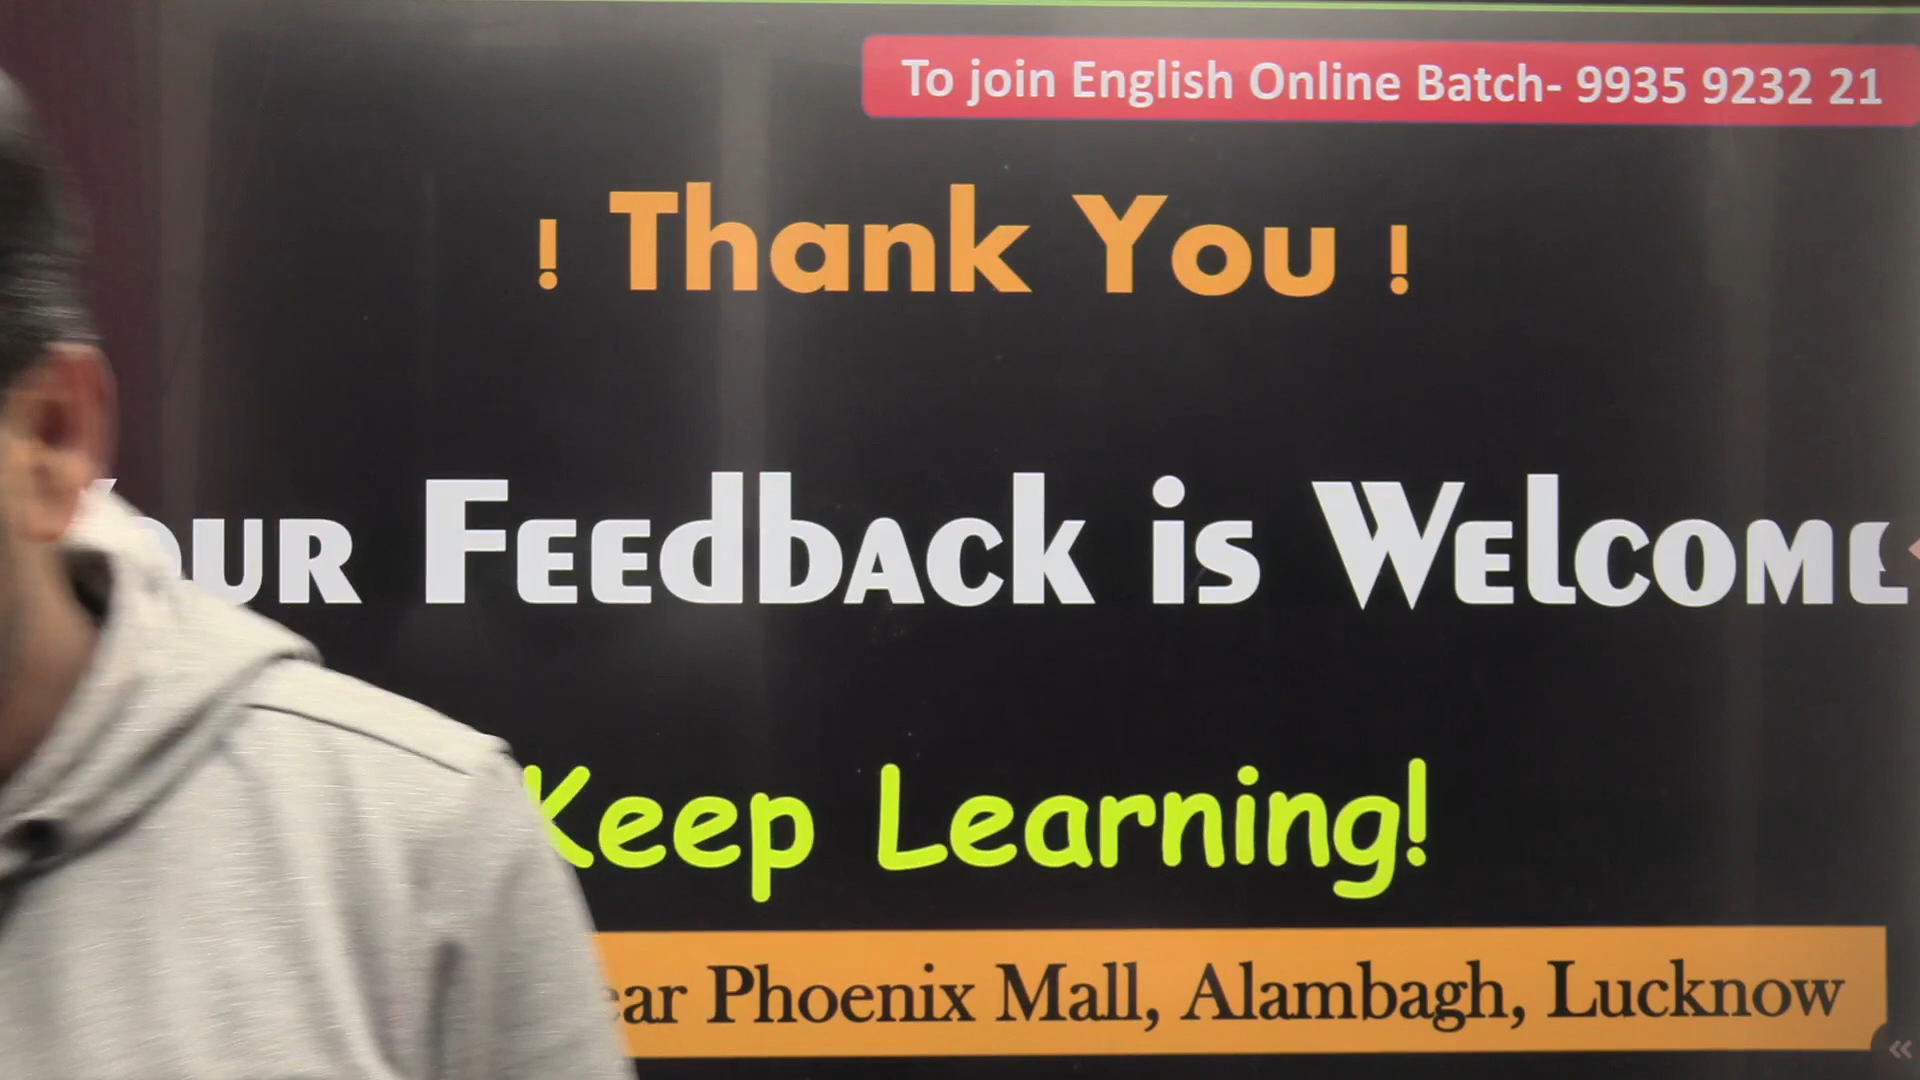 To join English Online Batch- 9935 9232 21
! Thank You !
Feedback is Welcome
Keep Learning!
Phoenix Mall, Alambagh, Lucknow